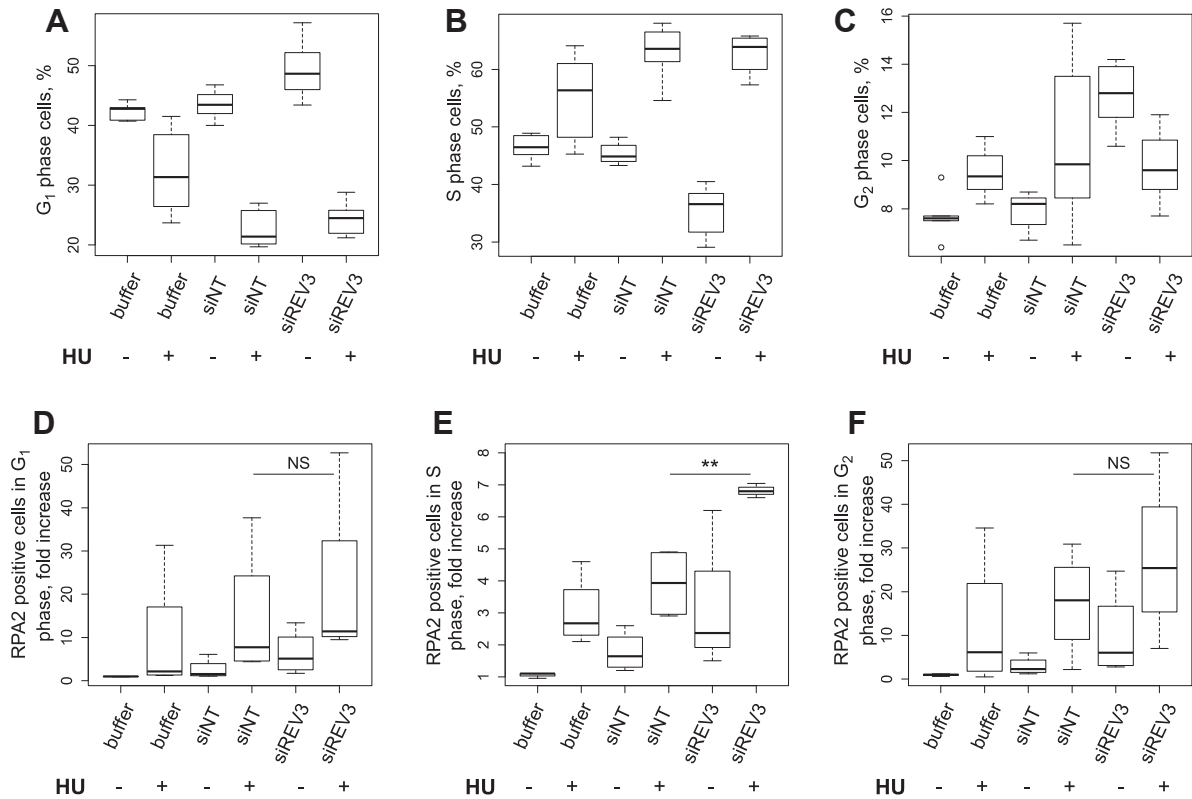 A
G1 phase cells, %
50
40
30
20
buffer
buffer
siNT
siNT
siREV3
siREV3
HU - + - + - +
B
S phase cells, %
60
50
40
30
buffer
buffer
siNT
siNT
siREV3
siREV3
HU - + - + - +
C
G2 phase cells, %
16
14
12
10
8
buffer
buffer
siNT
siNT
siREV3
siREV3
HU - + - + - +
D
RPA2 positive cells in G1
phase, fold increase
50
40
30
20
10
0
NS
buffer
buffer
siNT
siNT
siREV3
siREV3
HU - + - + - +
E
RPA2 positive cells in S
phase, fold increase
8
7
6
5
4
3
2
1
**
buffer
buffer
siNT
siNT
siREV3
siREV3
HU - + - + - +
F
RPA2 positive cells in G2
phase, fold increase
50
40
30
20
10
0
NS
buffer
buffer
siNT
siNT
siREV3
siREV3
HU - + - + - +